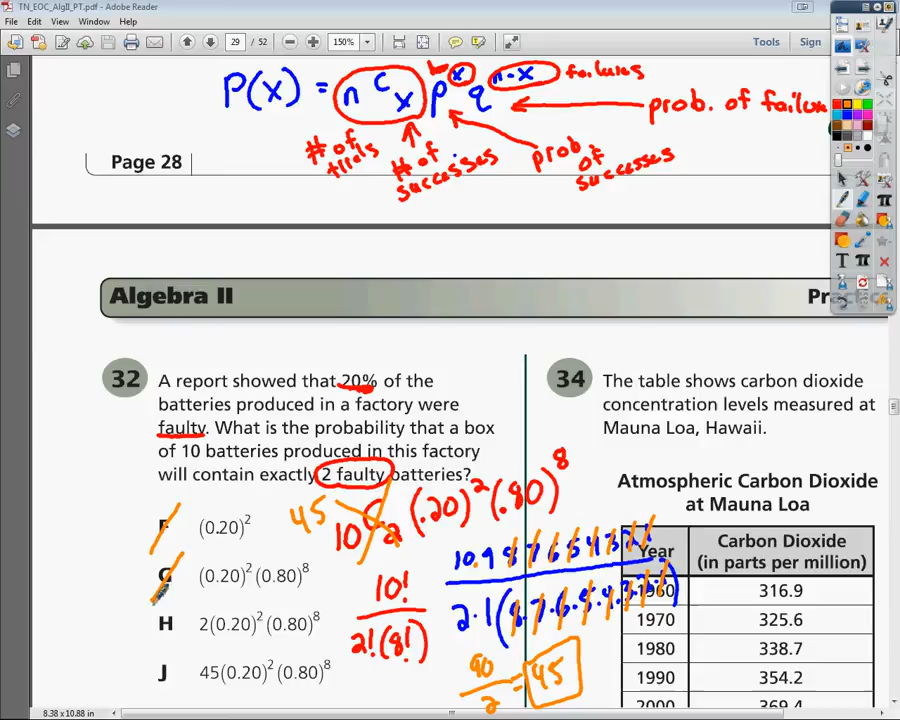 TN_EOC_AlgII_PT.pdf - Adobe Reader
File Edit View Window Help
29 / 52 150% Tools Sign
P(x) = n C x p^x q^n-x failures
prob. of failure
# of trials
# of successes
prob. of successes
Page 28
Algebra II
32 A report showed that 20% of the
batteries produced in a factory were
faulty. What is the probability that a box
of 10 batteries produced in this factory
will contain exactly 2 faulty batteries?
45
10 C 2 (.20)^2 (.80)^8
F (0.20)^2
G (0.20)^2(0.80)^8
H 2(0.20)^2(0.80)^8
J 45(0.20)^2(0.80)^8
10!
2!(8!)
10·9 8 7 6 5 4 3 2 1
2·1(8·7·6·5·4·3·2·1)
90
2
= 45
34 The table shows carbon dioxide
concentration levels measured at
Mauna Loa, Hawaii.
Atmospheric Carbon Dioxide
at Mauna Loa
Year Carbon Dioxide
(in parts per million)
1960 316.9
1970 325.6
1980 338.7
1990 354.2
2000 369.4
8.38 x 10.88 in